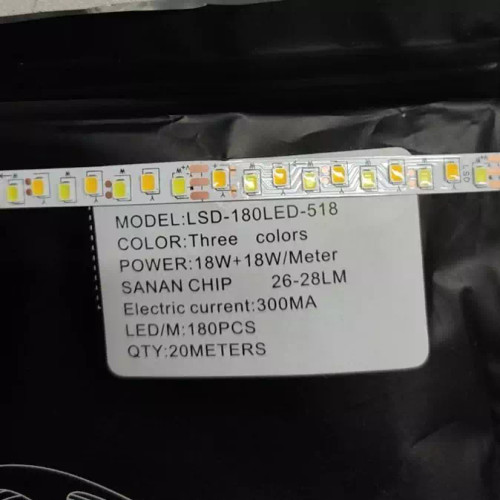 MODEL:LSD-180LED-518
COLOR:Three colors
POWER:18W+18W/Meter
SANAN CHIP 26-28LM
Electric current:300MA
LED/M:180PCS
QTY:20METERS